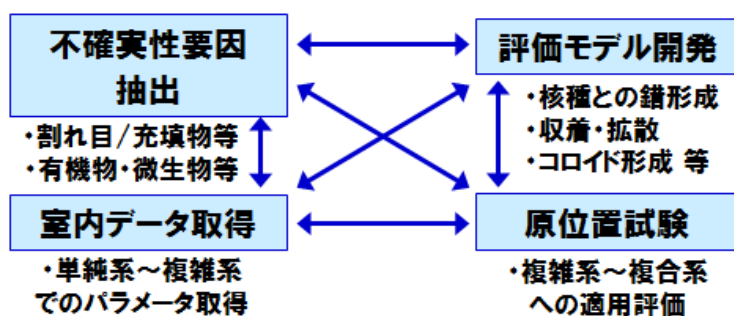 不確実性要因
抽出
・割れ目/充填物等
・有機物・微生物等
評価モデル開発
・核種との錯形成
・収着・拡散
・コロイド形成 等
室内データ取得
・単純系～複雑系
でのパラメータ取得
原位置試験
・複雑系～複合系
への適用評価